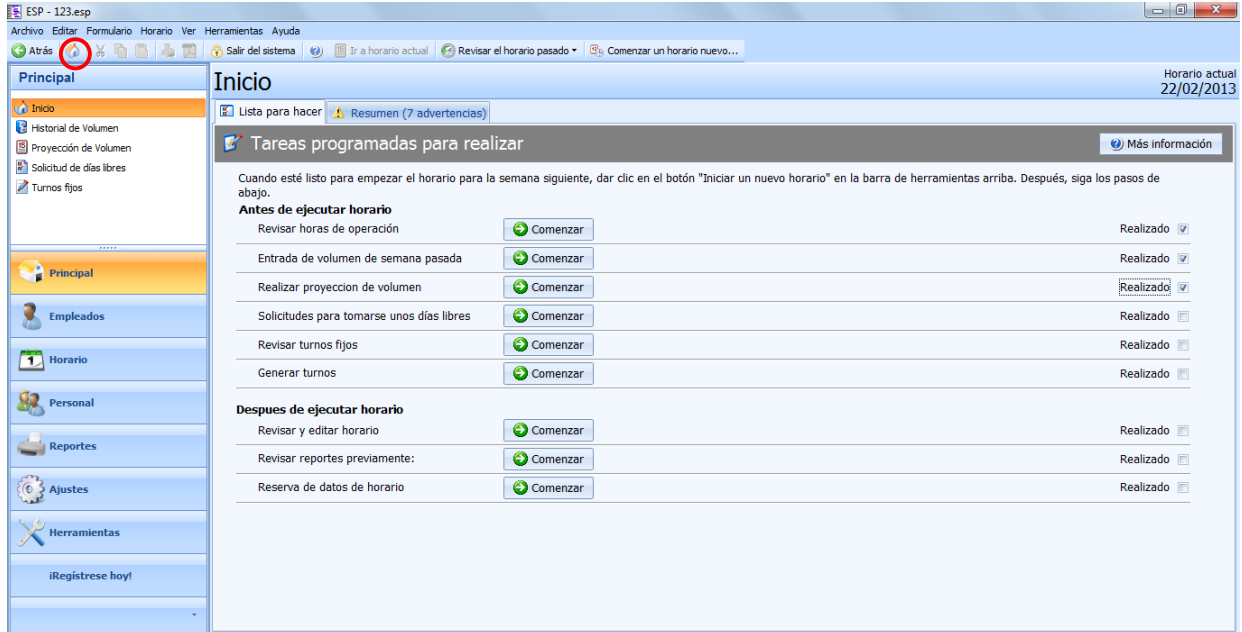 ESP - 123.esp
Archivo Editar Formulario Horario Ver Herramientas Ayuda
Atrás Salir del sistema Ir a horario actual Revisar el horario pasado Comenzar un horario nuevo...
Principal
Inicio
Historial de Volumen
Proyección de Volumen
Solicitud de días libres
Turnos fijos
Principal
Empleados
1 Horario
Personal
Reportes
Ajustes
Herramientas
¡Regístrese hoy!
Inicio
Horario actual
22/02/2013
Lista para hacer Resumen (7 advertencias)
Tareas programadas para realizar Más información
Cuando esté listo para empezar el horario para la semana siguiente, dar clic en el botón "Iniciar un nuevo horario" en la barra de herramientas arriba. Después, siga los pasos de
abajo.
Antes de ejecutar horario
Revisar horas de operación Comenzar Realizado
Entrada de volumen de semana pasada Comenzar Realizado
Realizar proyeccion de volumen Comenzar Realizado
Solicitudes para tomarse unos días libres Comenzar Realizado
Revisar turnos fijos Comenzar Realizado
Generar turnos Comenzar Realizado
Despues de ejecutar horario
Revisar y editar horario Comenzar Realizado
Revisar reportes previamente: Comenzar Realizado
Reserva de datos de horario Comenzar Realizado